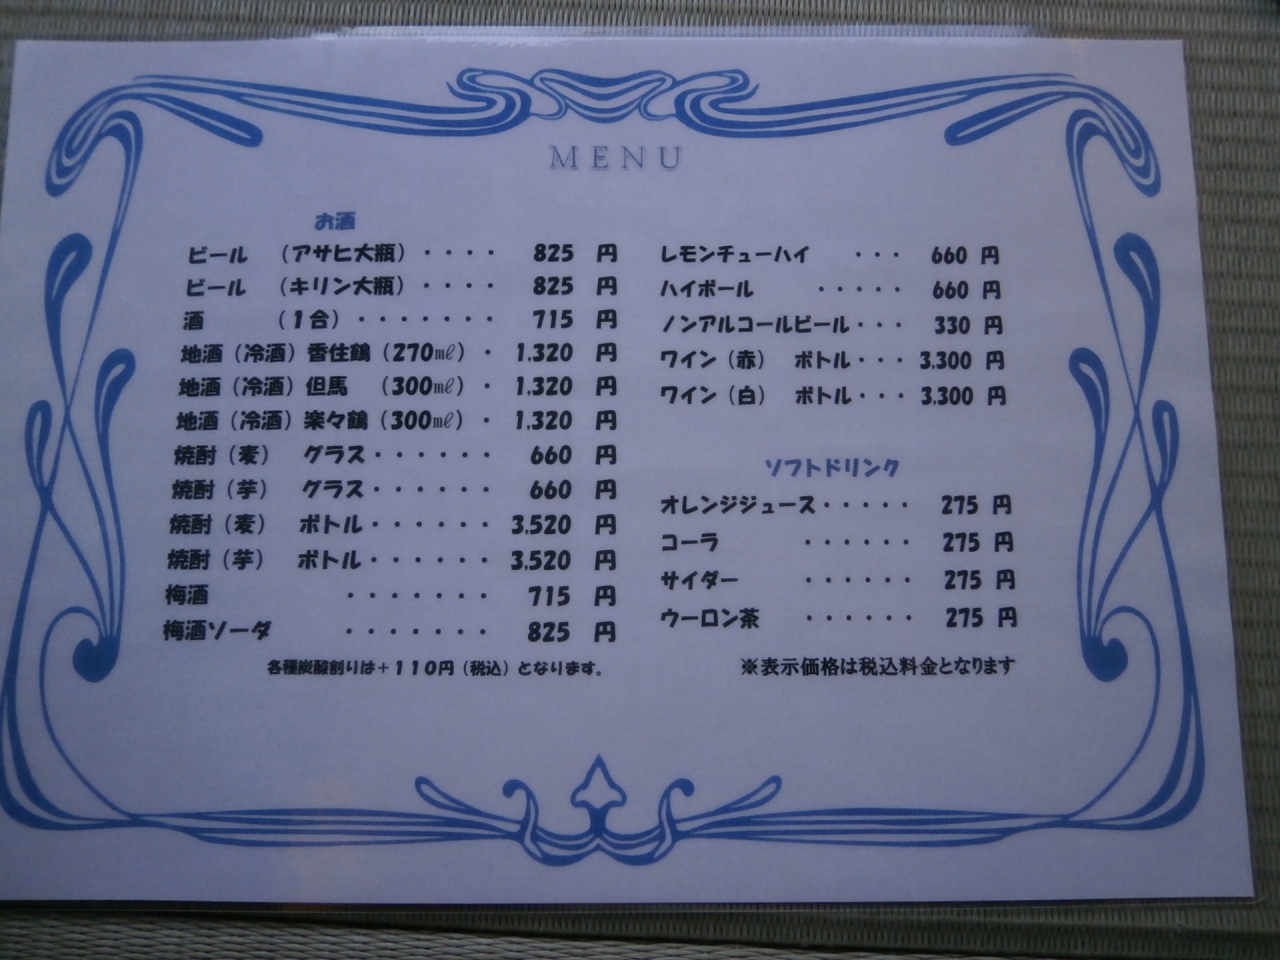 MENU
お酒
ビール （アサヒ大瓶）・・・・ 825 円
ビール （キリン大瓶）・・・・ 825 円
酒 （１合）・・・・・・・ 715 円
地酒（冷酒）香住鶴（270㎖）・ 1,320 円
地酒（冷酒）但馬 （300㎖）・ 1,320 円
地酒（冷酒）楽々鶴（300㎖）・ 1,320 円
焼酎（麦） グラス・・・・・・ 660 円
焼酎（芋） グラス・・・・・・ 660 円
焼酎（麦） ボトル・・・・・・ 3,520 円
焼酎（芋） ボトル・・・・・・ 3,520 円
梅酒 ・・・・・・・ 715 円
梅酒ソーダ ・・・・・・・ 825 円
各種炭酸割りは＋１１０円（税込）となります。
レモンチューハイ ・・・ 660 円
ハイボール ・・・・・ 660 円
ノンアルコールビール・・・ 330 円
ワイン（赤） ボトル・・・ 3,300 円
ワイン（白） ボトル・・・ 3,300 円
ソフトドリンク
オレンジジュース・・・・・ 275 円
コーラ ・・・・・・ 275 円
サイダー ・・・・・・ 275 円
ウーロン茶 ・・・・・・ 275 円
※表示価格は税込料金となります